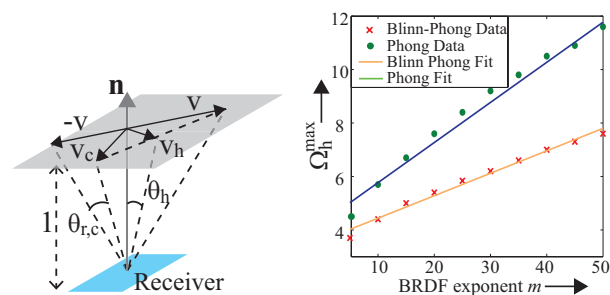 n
-v
v
v_c
v_h
θ_r,c
θ_h
1
Receiver
Ω_h^max
12
10
8
6
4
Blinn-Phong Data
Phong Data
Blinn Phong Fit
Phong Fit
10 20 30 40 50
BRDF exponent m